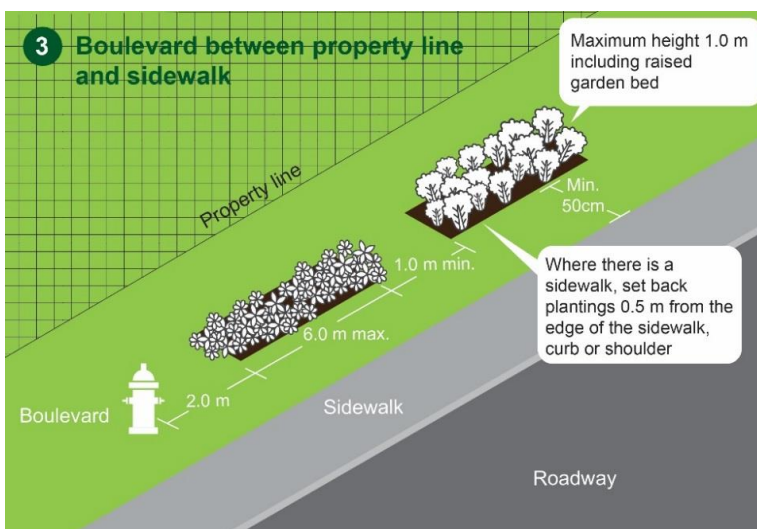 3 Boulevard between property line
and sidewalk
Maximum height 1.0 m
including raised
garden bed
Property line
Min.
50cm
1.0 m min.
Where there is a
sidewalk, set back
plantings 0.5 m from the
edge of the sidewalk,
curb or shoulder
6.0 m max.
2.0 m
Boulevard
Sidewalk
Roadway